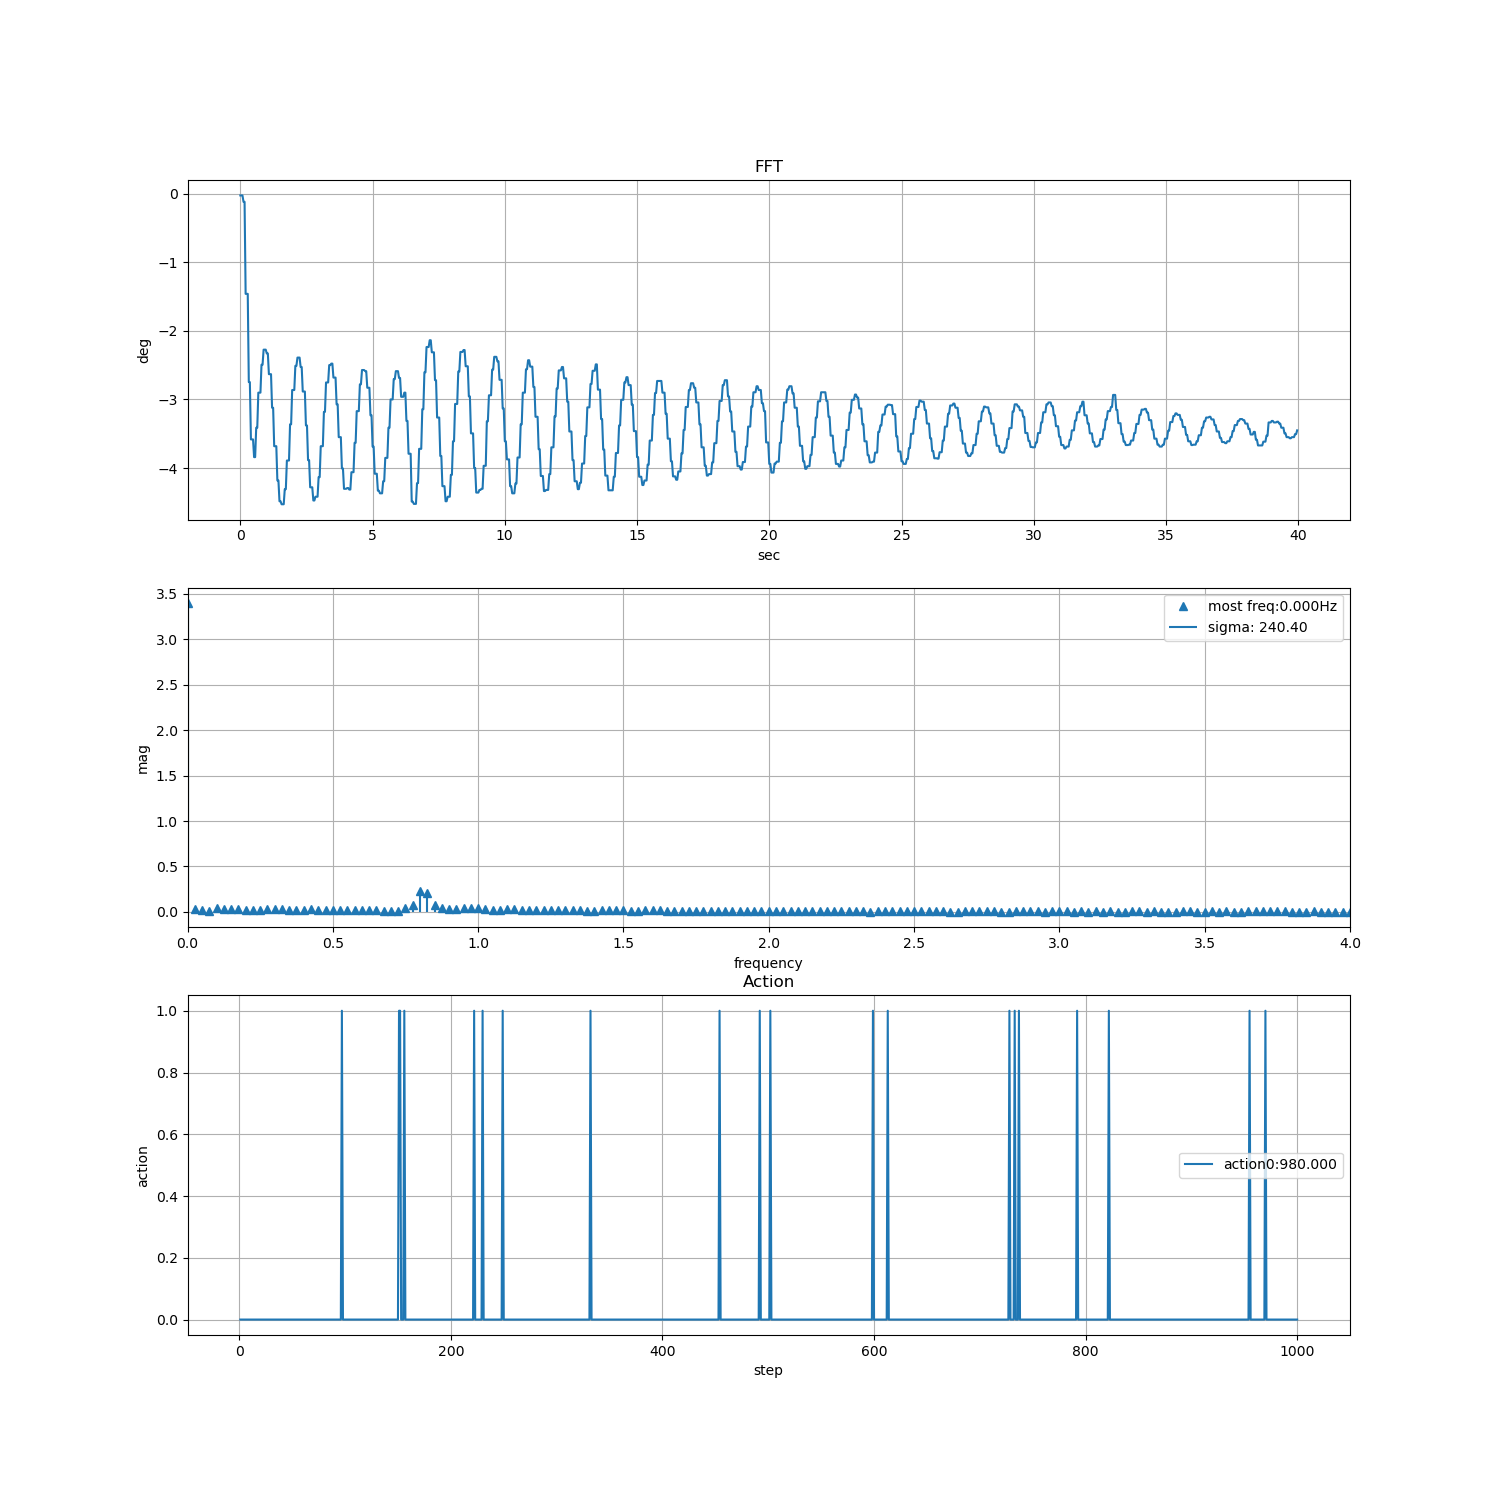 FFT
0
−1
−2
−3
−4
deg
0 5 10 15 20 25 30 35 40
sec
3.5
3.0
2.5
2.0
1.5
1.0
0.5
0.0
mag
most freq:0.000Hz
sigma: 240.40
0.0 0.5 1.0 1.5 2.0 2.5 3.0 3.5 4.0
frequency
Action
1.0
0.8
0.6
0.4
0.2
0.0
action
action0:980.000
0 200 400 600 800 1000
step